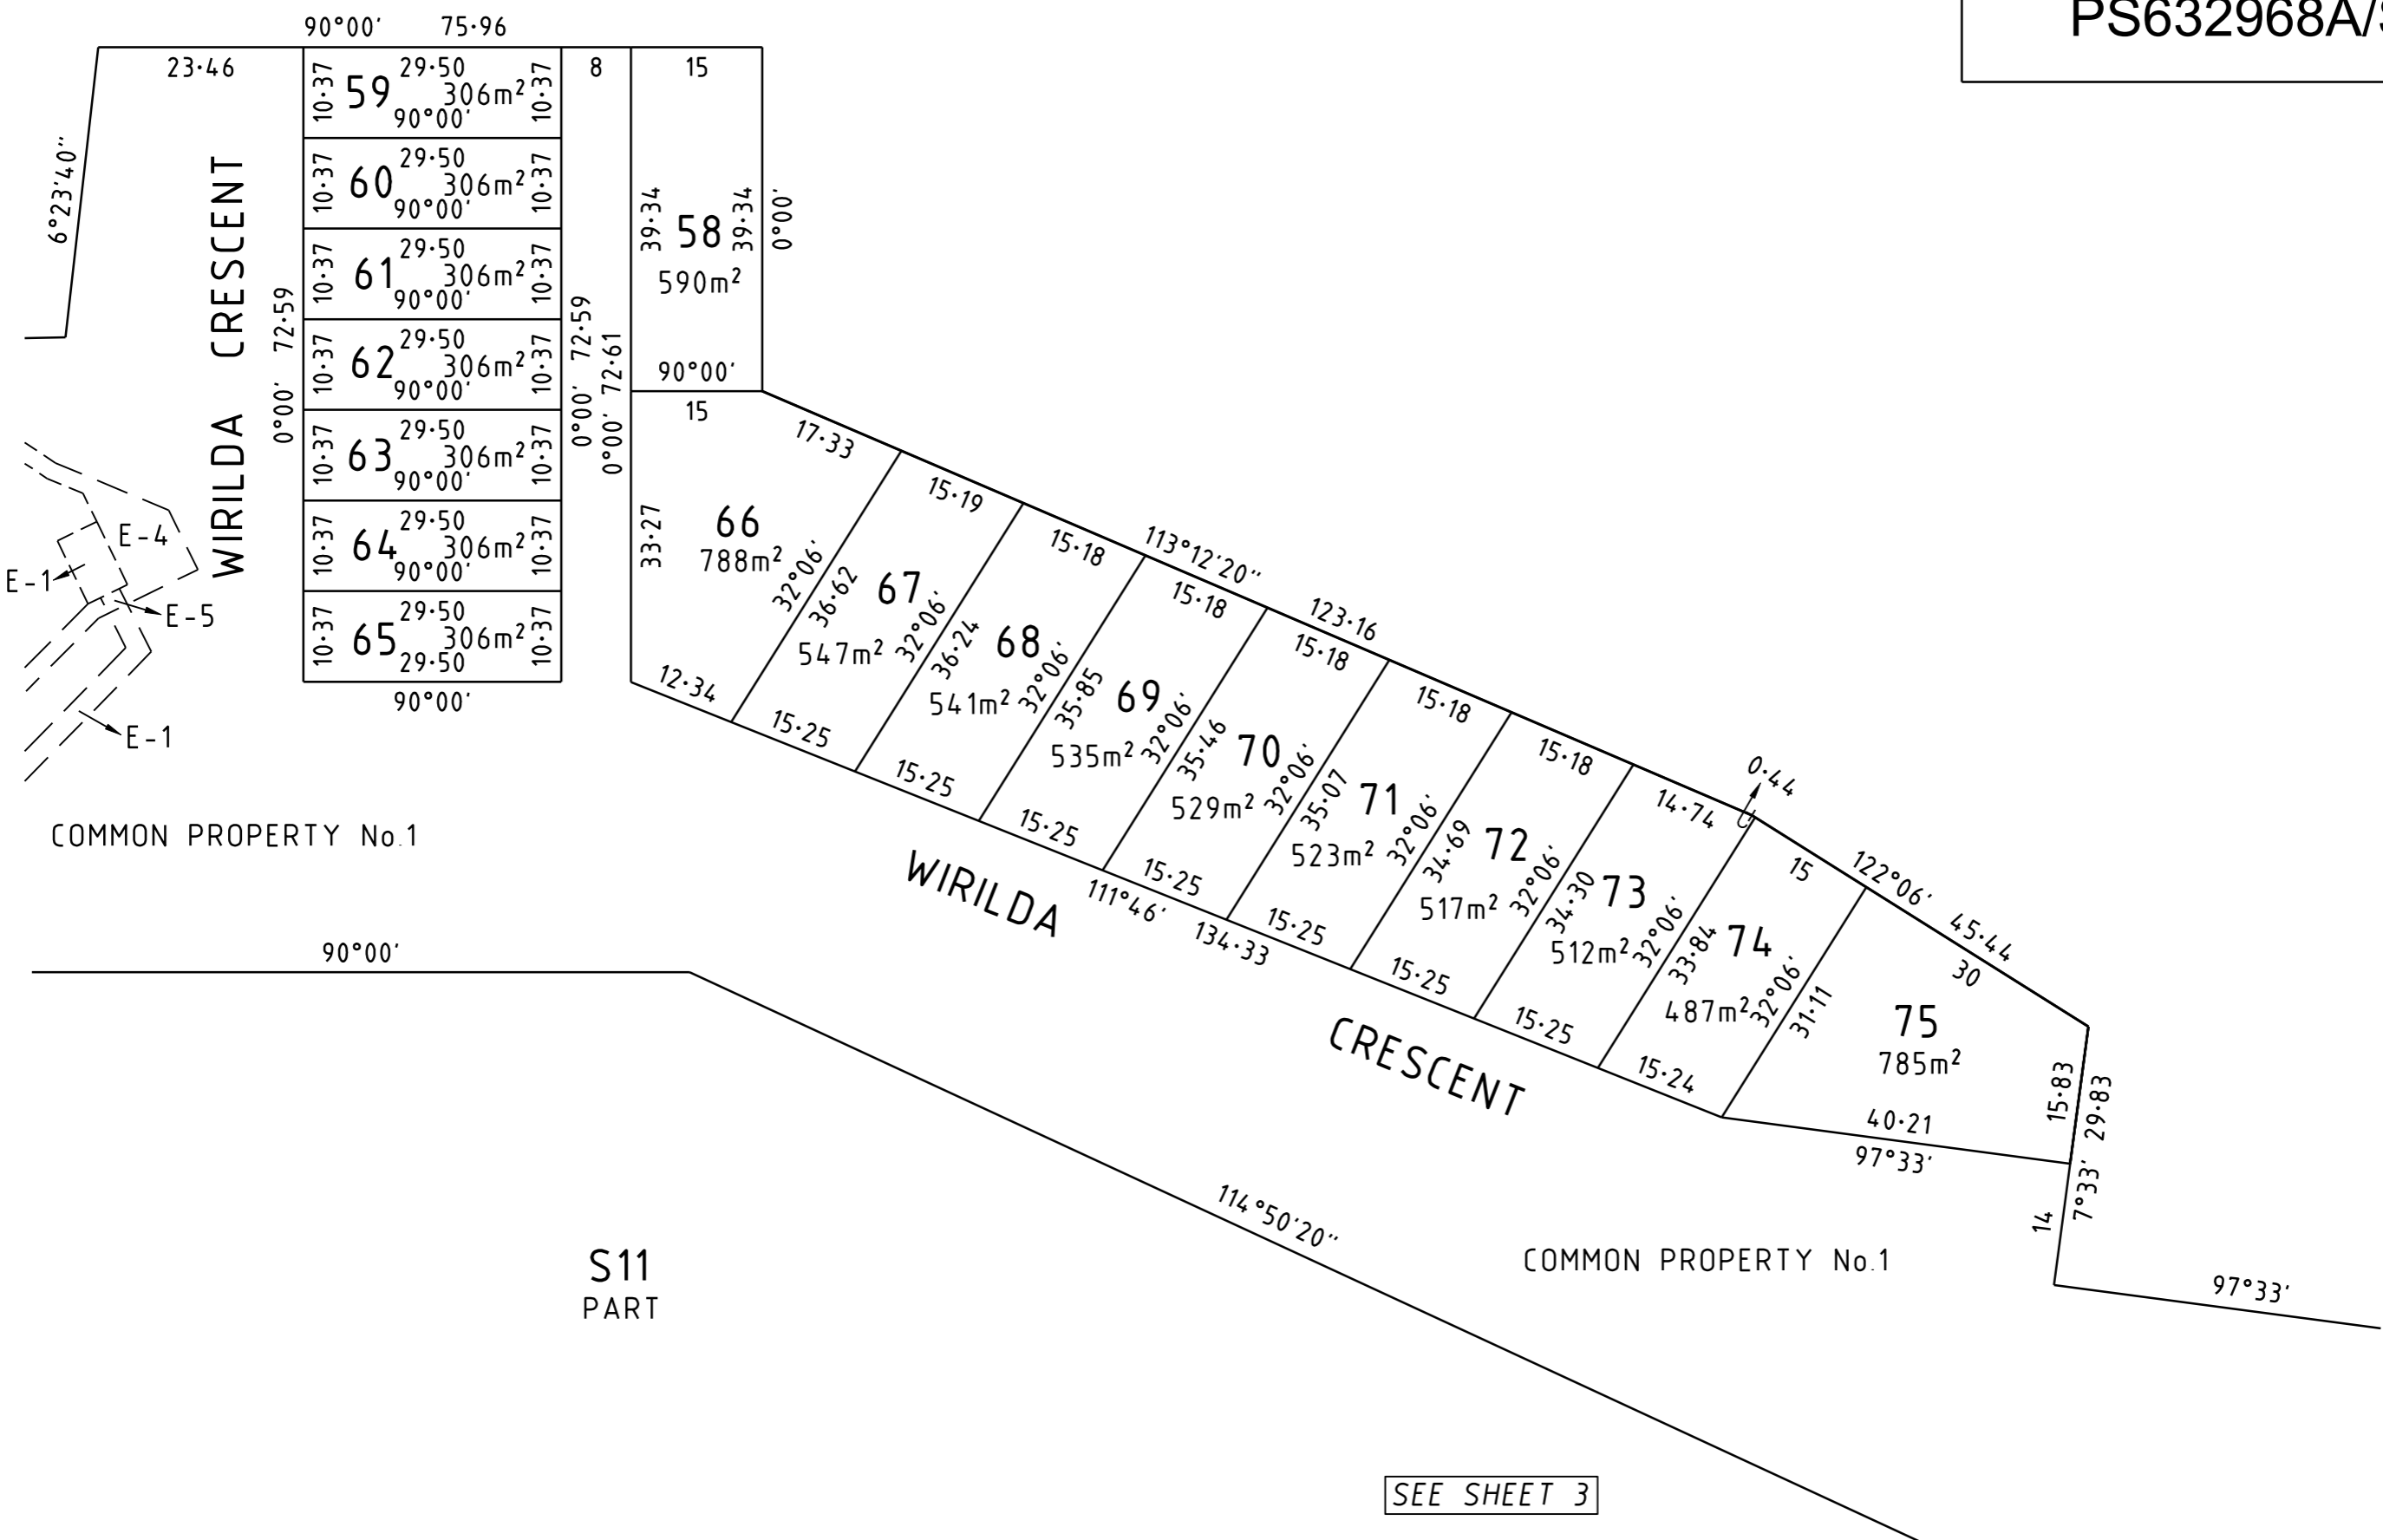 PS632968A/S
90°00' 75·96
23·46
6°23'40"
WIRILDA CRESCENT
0°00' 72·59
10·37 59 29·50 306m² 10·37
90°00'
10·37 60 29·50 306m² 10·37
90°00'
10·37 61 29·50 306m² 10·37
90°00'
10·37 62 29·50 306m² 10·37
90°00'
10·37 63 29·50 306m² 10·37
90°00'
10·37 64 29·50 306m² 10·37
90°00'
10·37 65 29·50 306m² 10·37
29·50
90°00'
8
0°00' 72·59
0°00' 72·61
15
39·34 58 39·34
590m²
0°00'
90°00'
15
17·33
33·27
66
788m²
12·34
32°06'
36·62
15·19
67
547m²
15·25
32°06'
36·24
15·18
68
541m²
15·25
32°06'
35·85
113°12'20"
123·16
15·18
69
535m²
15·25
32°06'
35·46
15·18
70
529m²
15·25
32°06'
35·07
15·18
71
523m²
15·25
32°06'
34·69
15·18
72
517m²
15·25
32°06'
34·30
14·74
0·44
73
512m²
15·25
32°06'
33·84
15
74
487m²
15·24
32°06'
31·11
122°06' 45·44
30
75
785m²
40·21
97°33'
15·83
7°33' 29·83
14
97°33'
111°46'
134·33
WIRILDA
CRESCENT
E-4
E-1
E-5
E-1
COMMON PROPERTY No.1
90°00'
114°50'20"
COMMON PROPERTY No.1
S11
PART
SEE SHEET 3